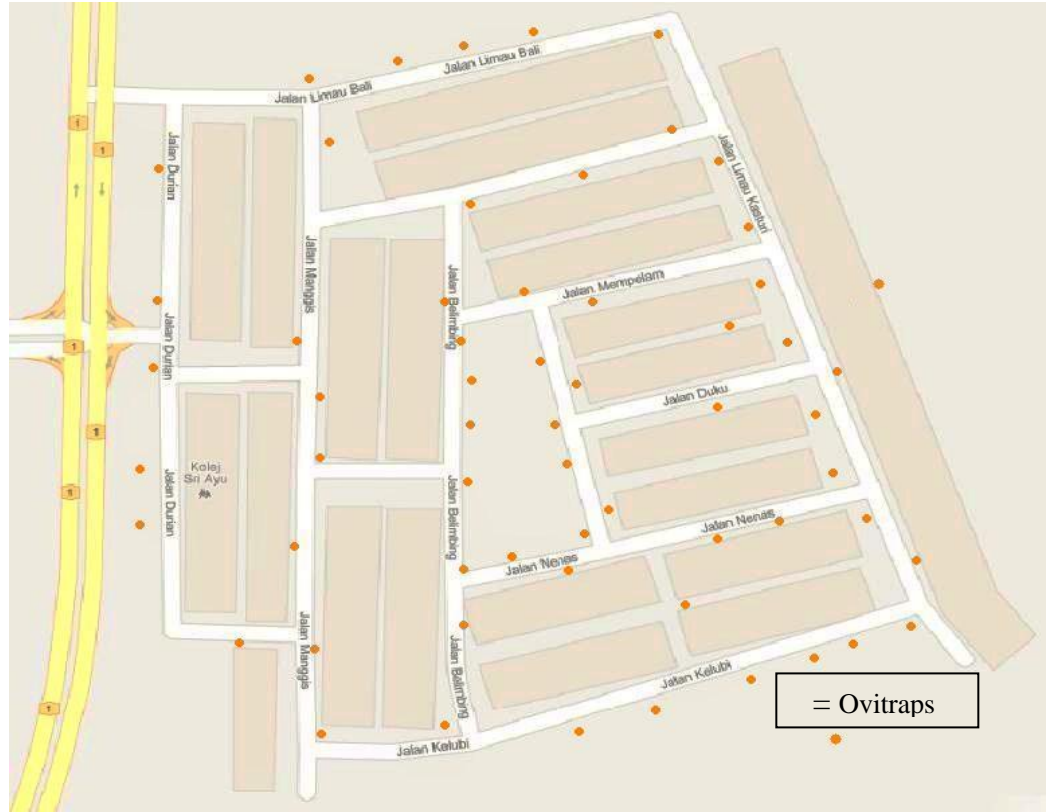 Jalan Limau Bali
Jalan Limau Bali
1
1
Jalan Durian
Jalan Limau Kasturi
Jalan Manggis
Jalan Belimbing
Jalan Mempelam
Jalan Durian
1
Jalan Duku
1
Kolej
Sri Ayu
Jalan Durian
1
Jalan Belimbing
Jalan Nenas
Jalan Nenas
Jalan Manggis
Jalan Belimbing
Jalan Kelubi
1
= Ovitraps
Jalan Kelubi